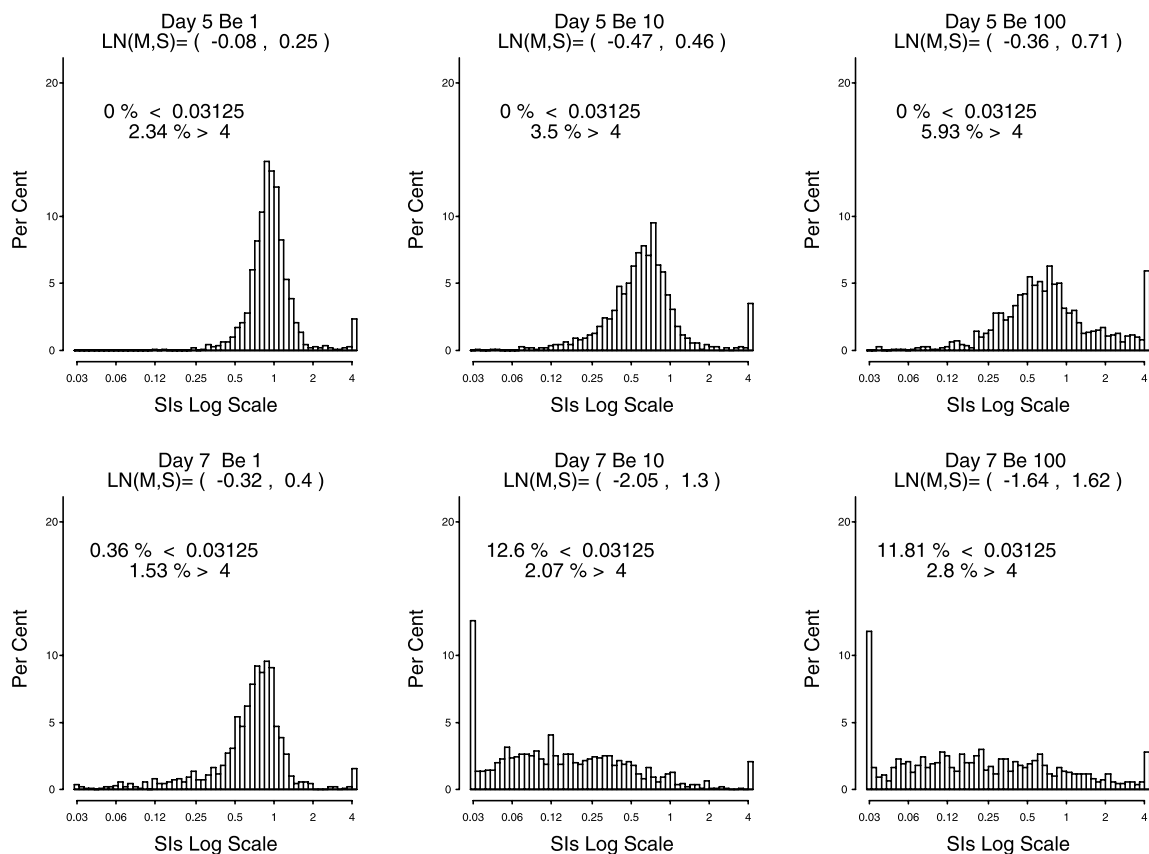 Day 5 Be 1
LN(M,S)= ( -0.08 , 0.25 )
0 % < 0.03125
2.34 % > 4
Per Cent
20
10
5
0
0.03 0.06 0.12 0.25 0.5 1 2 4
SIs Log Scale
Day 5 Be 10
LN(M,S)= ( -0.47 , 0.46 )
0 % < 0.03125
3.5 % > 4
Per Cent
20
10
5
0
0.03 0.06 0.12 0.25 0.5 1 2 4
SIs Log Scale
Day 5 Be 100
LN(M,S)= ( -0.36 , 0.71 )
0 % < 0.03125
5.93 % > 4
Per Cent
20
10
5
0
0.03 0.06 0.12 0.25 0.5 1 2 4
SIs Log Scale
Day 7 Be 1
LN(M,S)= ( -0.32 , 0.4 )
0.36 % < 0.03125
1.53 % > 4
Per Cent
20
10
5
0
0.03 0.06 0.12 0.25 0.5 1 2 4
SIs Log Scale
Day 7 Be 10
LN(M,S)= ( -2.05 , 1.3 )
12.6 % < 0.03125
2.07 % > 4
Per Cent
20
10
5
0
0.03 0.06 0.12 0.25 0.5 1 2 4
SIs Log Scale
Day 7 Be 100
LN(M,S)= ( -1.64 , 1.62 )
11.81 % < 0.03125
2.8 % > 4
Per Cent
20
10
5
0
0.03 0.06 0.12 0.25 0.5 1 2 4
SIs Log Scale